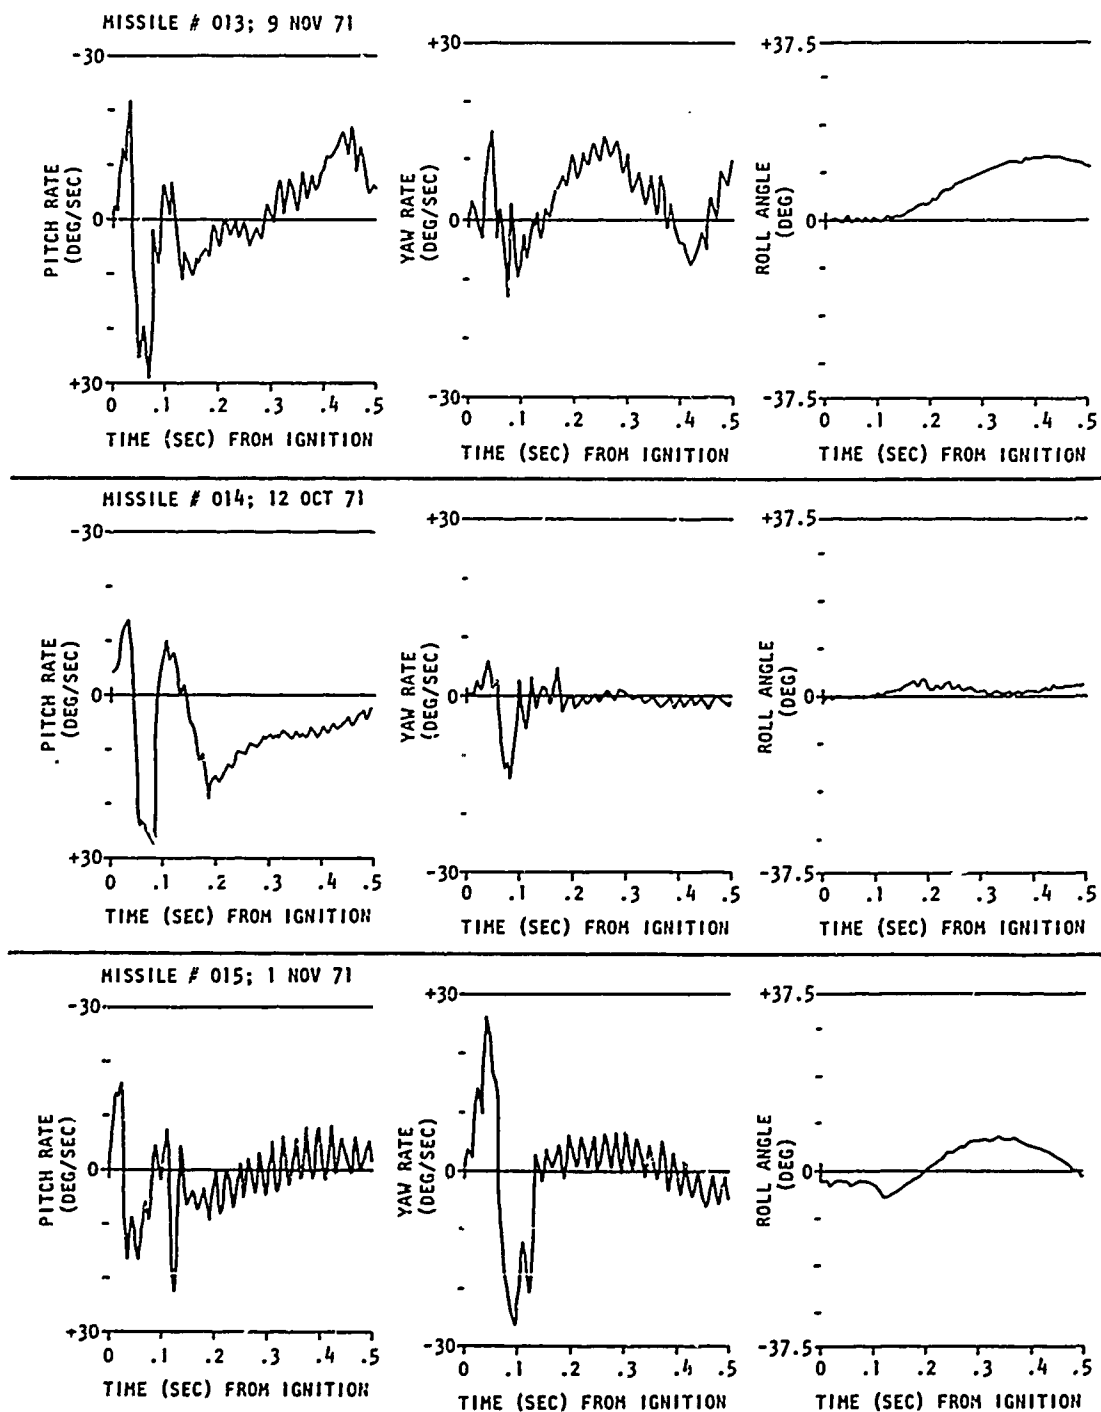 MISSILE # 013; 9 NOV 71
-30
0
+30
PITCH RATE
(DEG/SEC)
0 .1 .2 .3 .4 .5
TIME (SEC) FROM IGNITION
+30
0
-30
YAW RATE
(DEG/SEC)
0 .1 .2 .3 .4 .5
TIME (SEC) FROM IGNITION
+37.5
0
-37.5
ROLL ANGLE
(DEG)
0 .1 .2 .3 .4 .5
TIME (SEC) FROM IGNITION
MISSILE # 014; 12 OCT 71
-30
0
+30
PITCH RATE
(DEG/SEC)
0 .1 .2 .3 .4 .5
TIME (SEC) FROM IGNITION
+30
0
-30
YAW RATE
(DEG/SEC)
0 .1 .2 .3 .4 .5
TIME (SEC) FROM IGNITION
+37.5
0
-37.5
ROLL ANGLE
(DEG)
0 .1 .2 .3 .4 .5
TIME (SEC) FROM IGNITION
MISSILE # 015; 1 NOV 71
-30
0
+30
PITCH RATE
(DEG/SEC)
0 .1 .2 .3 .4 .5
TIME (SEC) FROM IGNITION
+30
0
-30
YAW RATE
(DEG/SEC)
0 .1 .2 .3 .4 .5
TIME (SEC) FROM IGNITION
+37.5
0
-37.5
ROLL ANGLE
(DEG)
0 .1 .2 .3 .4 .5
TIME (SEC) FROM IGNITION